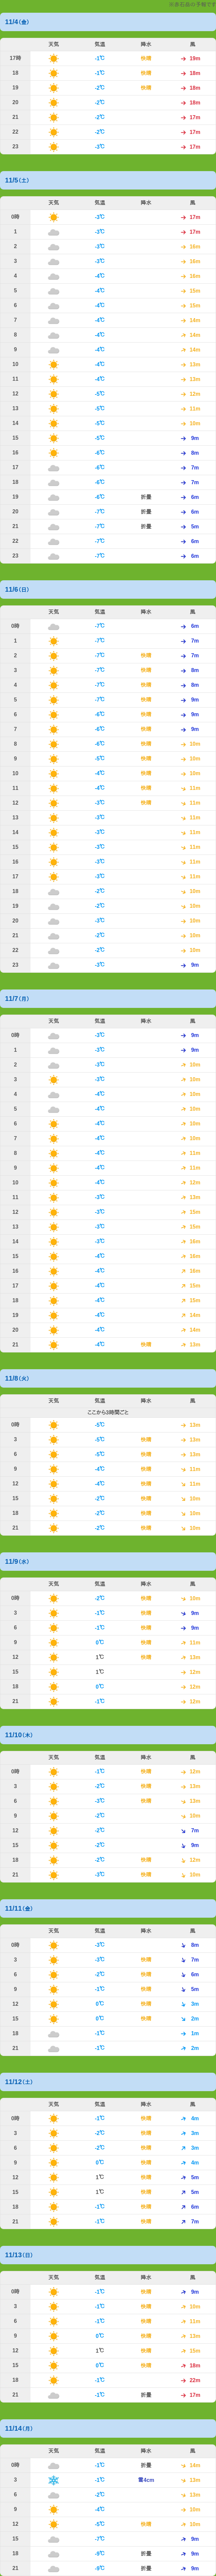 11/4(金)
天気 気温 降水 風
17時 -1℃ 快晴 19m
18 -1℃ 快晴 18m
19 -2℃ 快晴 18m
20 -2℃ 18m
21 -2℃ 17m
22 -2℃ 17m
23 -3℃ 17m
11/5(土)
天気 気温 降水 風
0時 -3℃ 17m
1 -3℃ 17m
2 -3℃ 16m
3 -3℃ 16m
4 -4℃ 16m
5 -4℃ 15m
6 -4℃ 15m
7 -4℃ 14m
8 -4℃ 14m
9 -4℃ 14m
10 -4℃ 13m
11 -4℃ 13m
12 -5℃ 12m
13 -5℃ 11m
14 -5℃ 10m
15 -5℃ 9m
16 -6℃ 8m
17 -6℃ 7m
18 -6℃ 7m
19 -6℃ 折畳 6m
20 -7℃ 折畳 6m
21 -7℃ 折畳 5m
22 -7℃ 6m
23 -7℃ 6m
11/6(日)
天気 気温 降水 風
0時 -7℃ 6m
1 -7℃ 7m
2 -7℃ 快晴 7m
3 -7℃ 快晴 8m
4 -7℃ 快晴 8m
5 -7℃ 快晴 9m
6 -6℃ 快晴 9m
7 -6℃ 快晴 9m
8 -6℃ 快晴 10m
9 -5℃ 快晴 10m
10 -4℃ 快晴 10m
11 -4℃ 快晴 11m
12 -3℃ 快晴 11m
13 -3℃ 11m
14 -3℃ 11m
15 -3℃ 11m
16 -3℃ 11m
17 -3℃ 11m
18 -2℃ 10m
19 -2℃ 10m
20 -3℃ 10m
21 -2℃ 10m
22 -2℃ 10m
23 -3℃ 9m
11/7(月)
天気 気温 降水 風
0時 -3℃ 9m
1 -3℃ 9m
2 -3℃ 10m
3 -3℃ 10m
4 -4℃ 10m
5 -4℃ 10m
6 -4℃ 10m
7 -4℃ 10m
8 -4℃ 11m
9 -4℃ 11m
10 -4℃ 12m
11 -3℃ 13m
12 -3℃ 15m
13 -3℃ 15m
14 -3℃ 16m
15 -4℃ 16m
16 -4℃ 16m
17 -4℃ 15m
18 -4℃ 15m
19 -4℃ 14m
20 -4℃ 14m
21 -4℃ 快晴 13m
11/8(火)
天気 気温 降水 風
ここから3時間ごと
0時 -5℃ 13m
3 -5℃ 快晴 13m
6 -5℃ 快晴 13m
9 -4℃ 快晴 11m
12 -4℃ 快晴 11m
15 -2℃ 快晴 10m
18 -2℃ 快晴 10m
21 -2℃ 快晴 10m
11/9(水)
天気 気温 降水 風
0時 -2℃ 快晴 10m
3 -1℃ 快晴 9m
6 -1℃ 快晴 9m
9 0℃ 快晴 11m
12 1℃ 快晴 13m
15 1℃ 12m
18 0℃ 12m
21 -1℃ 12m
11/10(木)
天気 気温 降水 風
0時 -1℃ 快晴 12m
3 -2℃ 快晴 13m
6 -3℃ 快晴 13m
9 -2℃ 10m
12 -2℃ 7m
15 -2℃ 9m
18 -2℃ 快晴 12m
21 -3℃ 快晴 10m
11/11(金)
天気 気温 降水 風
0時 -3℃ 8m
3 -3℃ 快晴 7m
6 -2℃ 快晴 6m
9 -1℃ 快晴 5m
12 0℃ 快晴 3m
15 0℃ 快晴 2m
18 -1℃ 1m
21 -1℃ 2m
11/12(土)
天気 気温 降水 風
0時 -1℃ 快晴 4m
3 -2℃ 快晴 3m
6 -2℃ 快晴 3m
9 0℃ 快晴 4m
12 1℃ 快晴 5m
15 1℃ 快晴 5m
18 -1℃ 快晴 6m
21 -1℃ 快晴 7m
11/13(日)
天気 気温 降水 風
0時 -1℃ 快晴 9m
3 -1℃ 快晴 10m
6 -1℃ 快晴 11m
9 0℃ 快晴 13m
12 1℃ 快晴 15m
15 0℃ 快晴 18m
18 -1℃ 22m
21 -1℃ 折畳 17m
11/14(月)
天気 気温 降水 風
0時 -1℃ 折畳 14m
3 -1℃ 雪4cm 13m
6 -2℃ 13m
9 -4℃ 10m
12 -5℃ 快晴 10m
15 -7℃ 9m
18 -9℃ 折畳 9m
21 -9℃ 折畳 9m